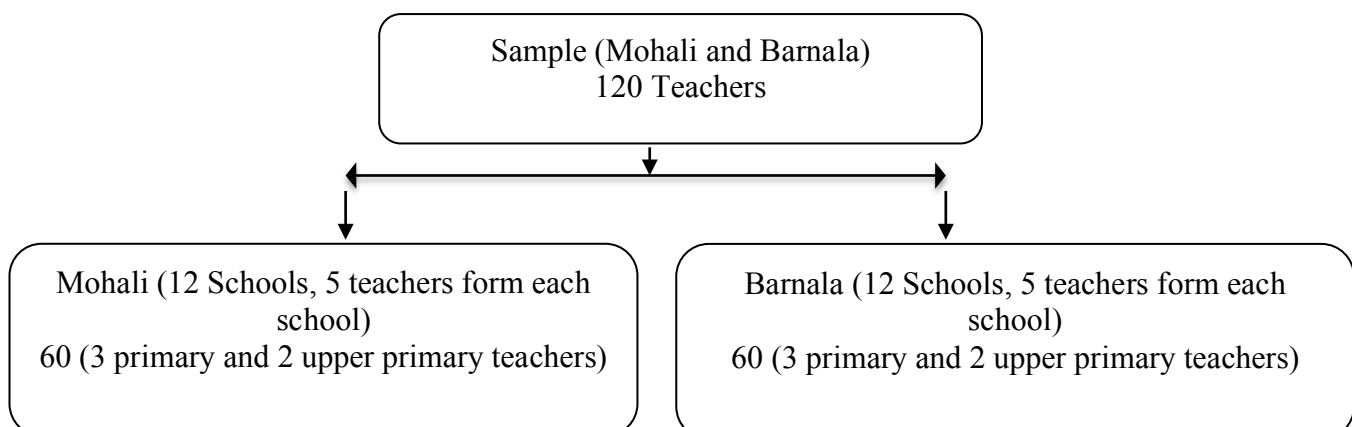 Sample (Mohali and Barnala)
120 Teachers
Mohali (12 Schools, 5 teachers form each
school)
60 (3 primary and 2 upper primary teachers)
Barnala (12 Schools, 5 teachers form each
school)
60 (3 primary and 2 upper primary teachers)